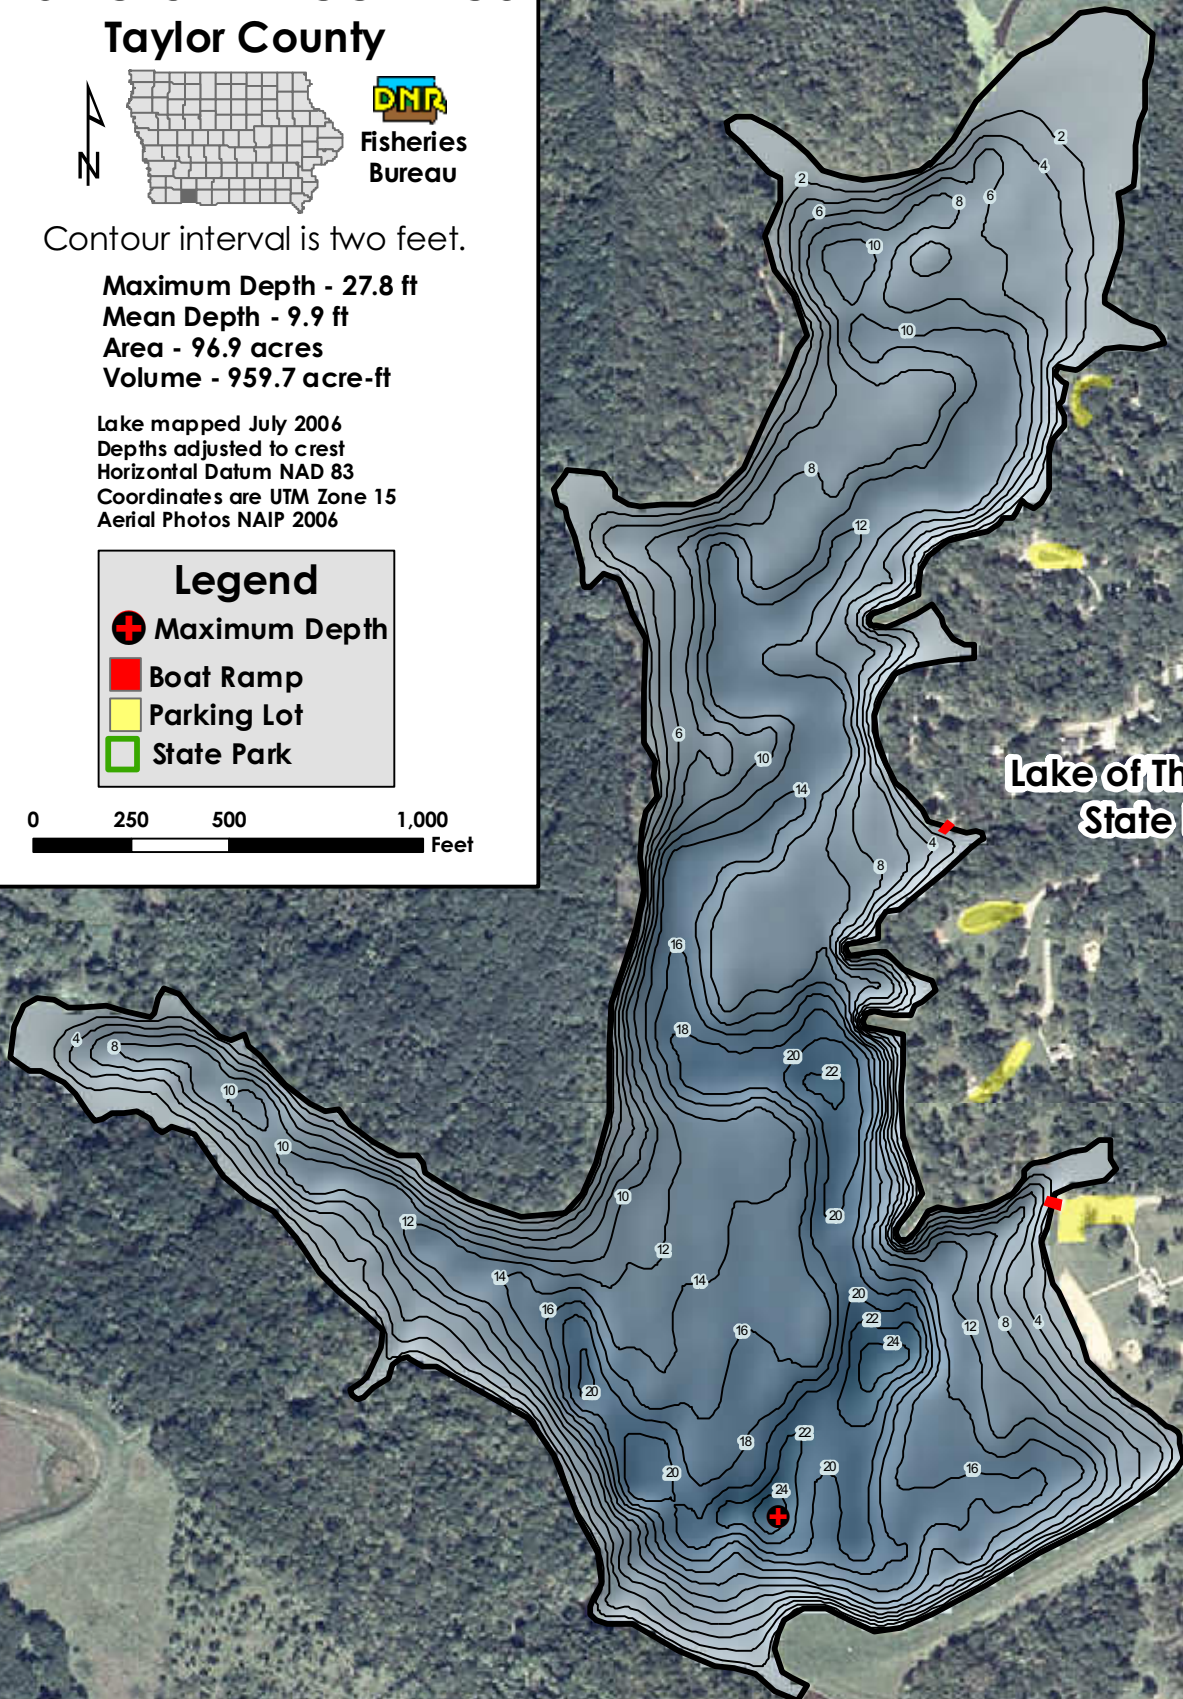 Taylor County
DNR
Fisheries
Bureau
N
Contour interval is two feet.
Maximum Depth - 27.8 ft
Mean Depth - 9.9 ft
Area - 96.9 acres
Volume - 959.7 acre-ft
Lake mapped July 2006
Depths adjusted to crest
Horizontal Datum NAD 83
Coordinates are UTM Zone 15
Aerial Photos NAIP 2006
Legend
Maximum Depth
Boat Ramp
Parking Lot
State Park
0 250 500 1,000
Feet
2
4
2
6
8
6
10
10
8
12
6
10
14
Lake of Th
State
4
8
16
18
20
22
4
8
10
10
10
12
20
12
14
14
16
16
20
22
24
12
8
4
20
18
22
20
20
16
24